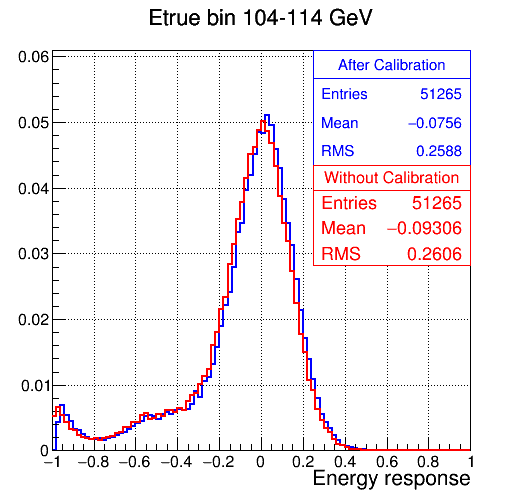 Etrue bin 104-114 GeV
0.06
0.05
0.04
0.03
0.02
0.01
0
−1 −0.8 −0.6 −0.4 −0.2 0 0.2 0.4 0.6 0.8 1
Energy response
After Calibration
Entries 51265
Mean −0.0756
RMS 0.2588
Without Calibration
Entries 51265
Mean −0.09306
RMS 0.2606